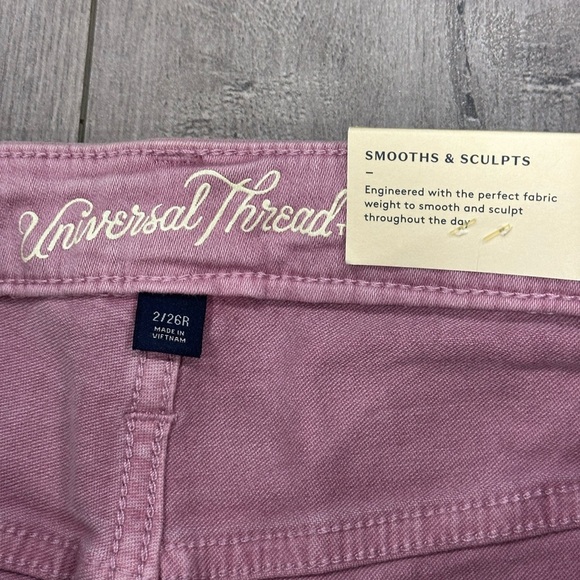 Universal Thread
SMOOTHS & SCULPTS
Engineered with the perfect fabric
weight to smooth and sculpt
throughout the day
2/26R
MADE IN
VIETNAM